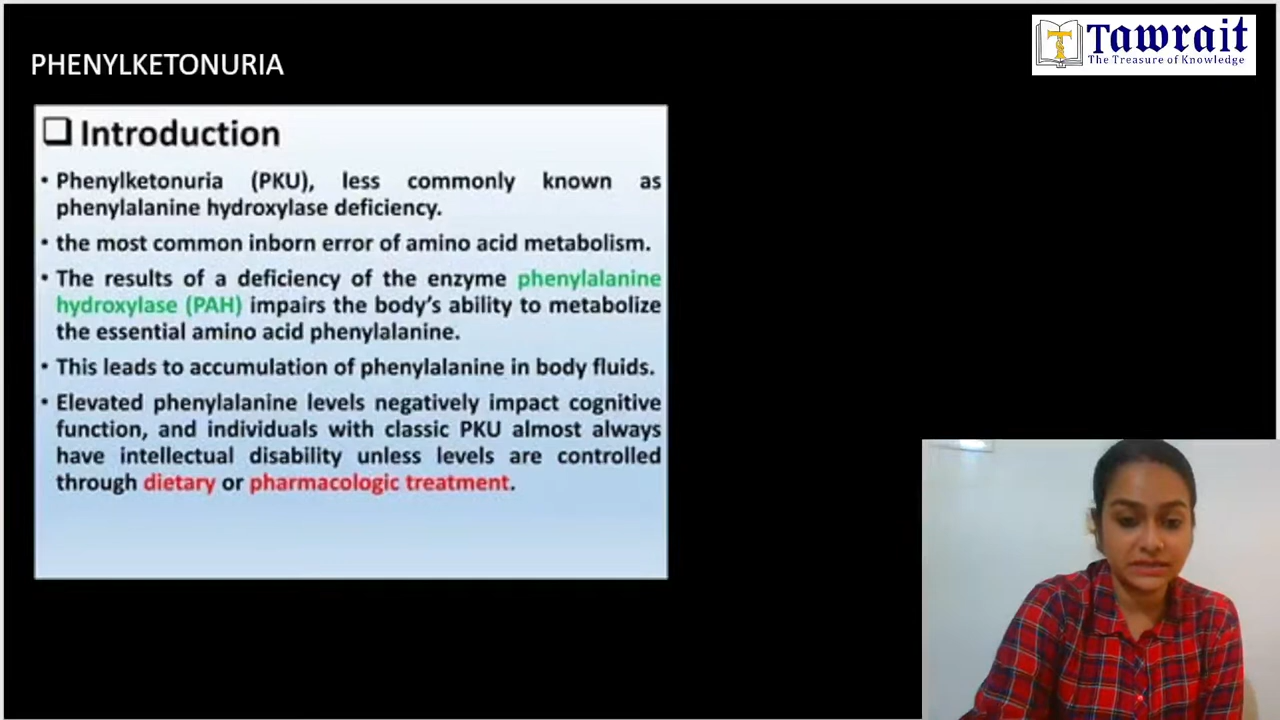 PHENYLKETONURIA
Tawrait
The Treasure of Knowledge
❑ Introduction
• Phenylketonuria (PKU), less commonly known as
phenylalanine hydroxylase deficiency.
• the most common inborn error of amino acid metabolism.
• The results of a deficiency of the enzyme phenylalanine
hydroxylase (PAH) impairs the body's ability to metabolize
the essential amino acid phenylalanine.
• This leads to accumulation of phenylalanine in body fluids.
• Elevated phenylalanine levels negatively impact cognitive
function, and individuals with classic PKU almost always
have intellectual disability unless levels are controlled
through dietary or pharmacologic treatment.